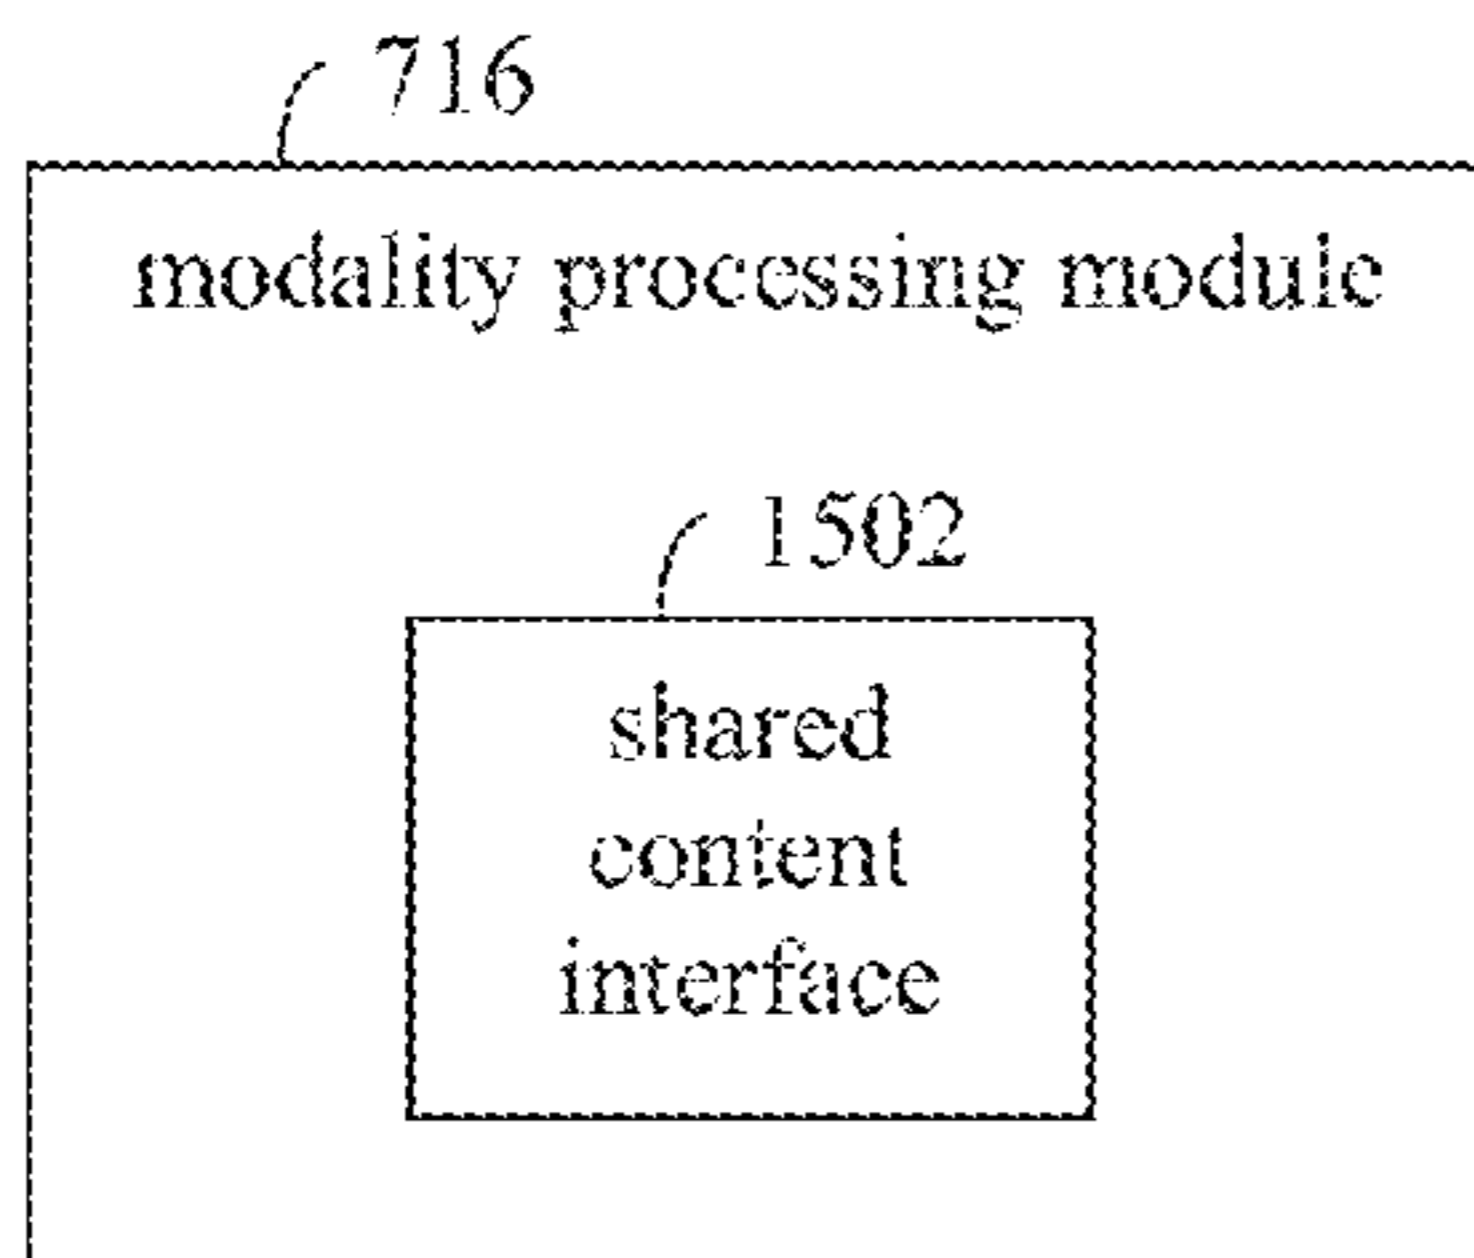 716
modality processing module
1502
shared
content
interface